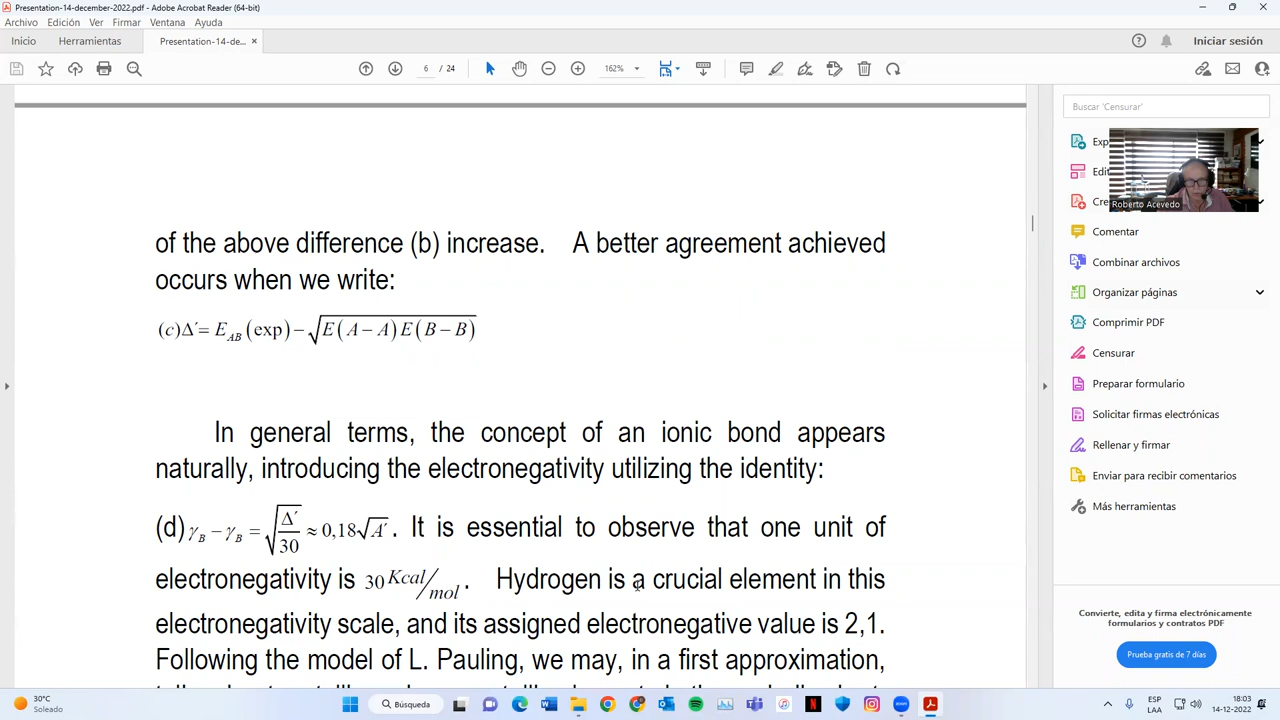 Presentation-14-december-2022.pdf - Adobe Acrobat Reader (64-bit)
Archivo Edición Ver Firmar Ventana Ayuda
Inicio Herramientas Presentation-14-de... × Iniciar sesión
6 / 24 162%
Buscar 'Censurar'
Exp
Edi
Cre
Roberto Acevedo
Comentar
Combinar archivos
Organizar páginas
Comprimir PDF
Censurar
Preparar formulario
Solicitar firmas electrónicas
Rellenar y firmar
Enviar para recibir comentarios
Más herramientas
Convierte, edita y firma electrónicamente
formularios y contratos PDF
Prueba gratis de 7 días
of the above difference (b) increase. A better agreement achieved
occurs when we write:
(c)Δ´= E_AB (exp) − √E(A−A)E(B−B)
In general terms, the concept of an ionic bond appears
naturally, introducing the electronegativity utilizing the identity:
(d) γ_B − γ_B = √(Δ´/30) ≈ 0,18√A´. It is essential to observe that one unit of
electronegativity is 30 Kcal/mol. Hydrogen is a crucial element in this
electronegativity scale, and its assigned electronegative value is 2,1.
Following the model of L. Pauling, we may, in a first approximation,
30°C
Soleado
Búsqueda
ESP
LAA
18:03
14-12-2022